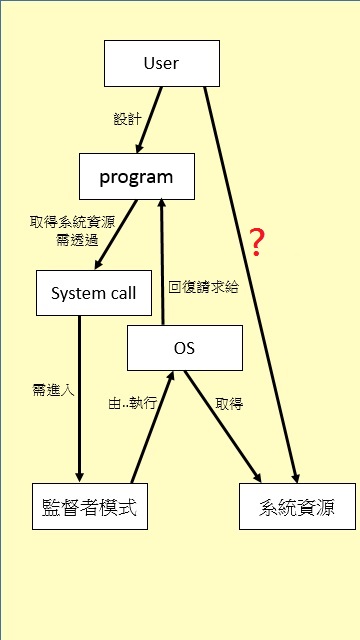 User
設計
program
取得系統資源
需透過
?
System call
回復請求給
OS
需進入
由..執行
取得
監督者模式
系統資源